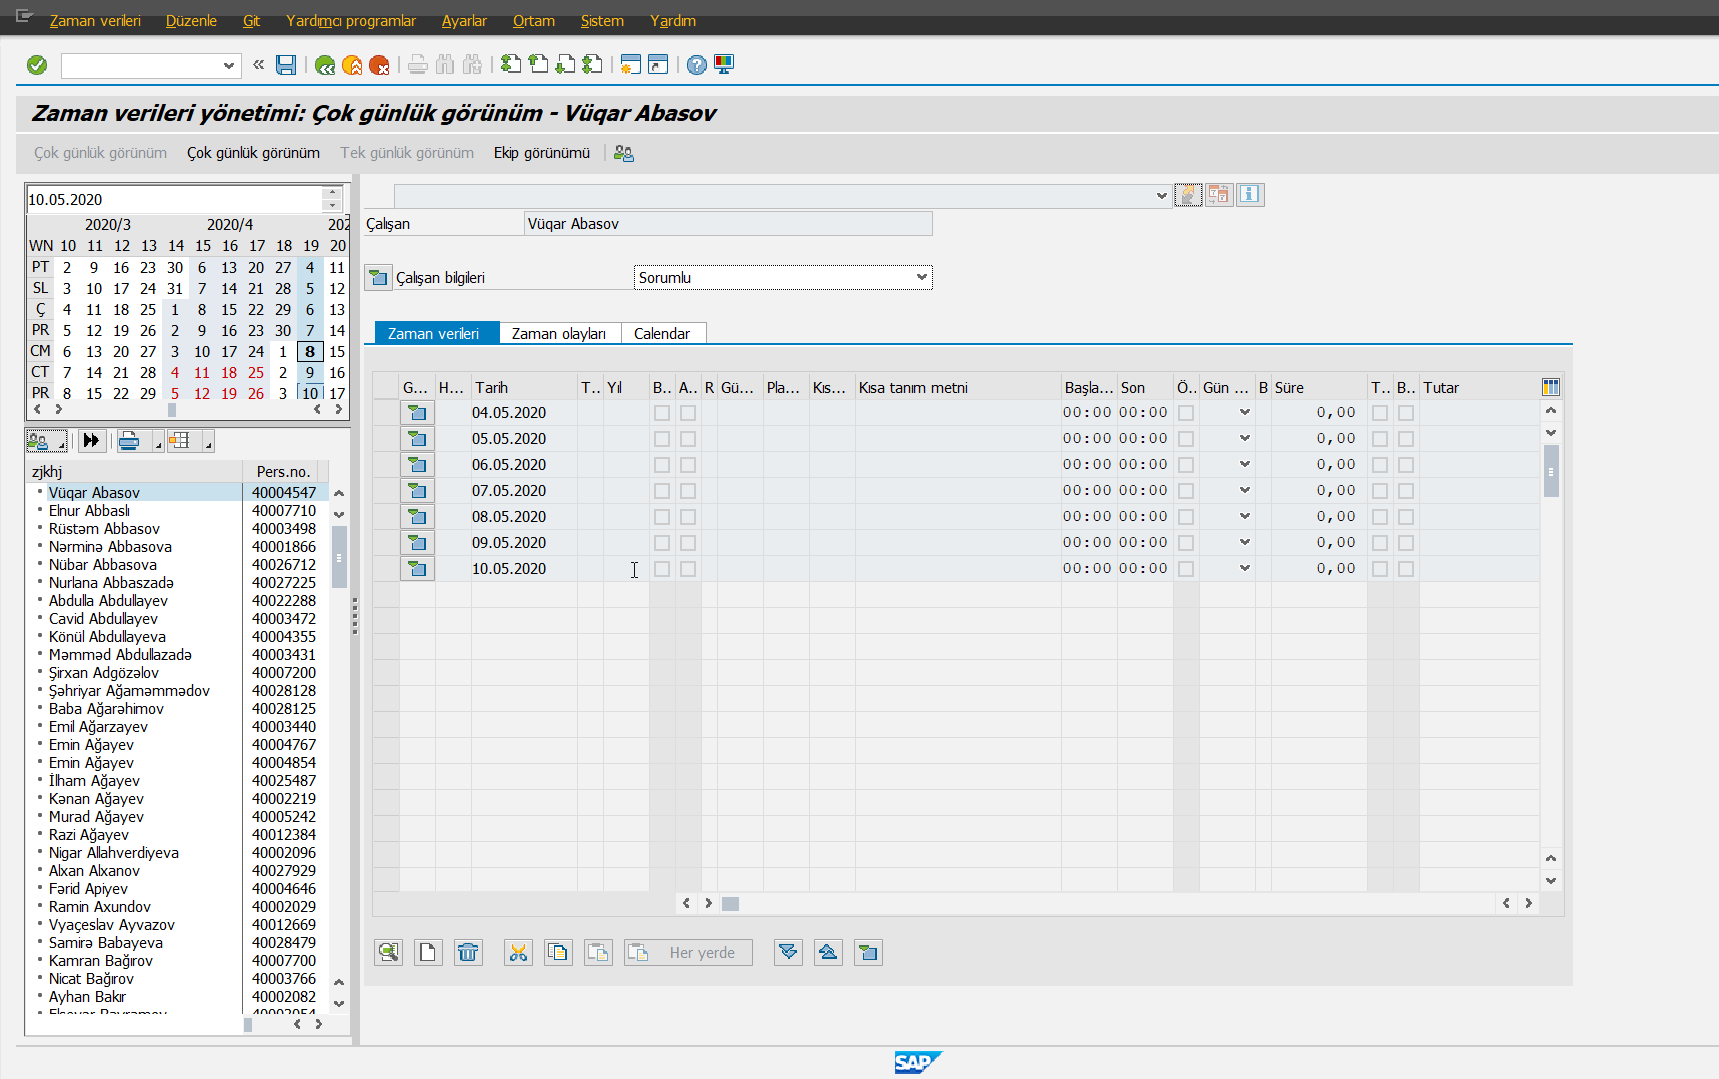 Zaman verileri Düzenle Git Yardımcı programlar Ayarlar Ortam Sistem Yardım
Zaman verileri yönetimi: Çok günlük görünüm - Vüqar Abasov
Çok günlük görünüm Çok günlük görünüm Tek günlük görünüm Ekip görünümü
10.05.2020
2020/3 2020/4 202
WN 10 11 12 13 14 15 16 17 18 19 20
PT 2 9 16 23 30 6 13 20 27 4 11
SL 3 10 17 24 31 7 14 21 28 5 12
Ç 4 11 18 25 1 8 15 22 29 6 13
PR 5 12 19 26 2 9 16 23 30 7 14
CM 6 13 20 27 3 10 17 24 1 8 15
CT 7 14 21 28 4 11 18 25 2 9 16
PR 8 15 22 29 5 12 19 26 3 10 17
zjkhj Pers.no.
Vüqar Abasov 40004547
Elnur Abbaslı 40007710
Rüstəm Abbasov 40003498
Nərminə Abbasova 40001866
Nübar Abbasova 40026712
Nurlana Abbaszadə 40027225
Abdulla Abdullayev 40022288
Cavid Abdullayev 40003472
Könül Abdullayeva 40004355
Məmməd Abdullazadə 40003431
Şirxan Adgözəlov 40007200
Şəhriyar Ağaməmmədov 40028128
Baba Ağarəhimov 40028125
Emil Ağarzayev 40003440
Emin Ağayev 40004767
Emin Ağayev 40004854
İlham Ağayev 40025487
Kənan Ağayev 40002219
Murad Ağayev 40005242
Razi Ağayev 40012384
Nigar Allahverdiyeva 40002096
Alxan Alxanov 40027929
Fərid Apiyev 40004646
Ramin Axundov 40002029
Vyaçeslav Ayvazov 40012669
Samirə Babayeva 40028479
Kamran Bağırov 40007700
Nicat Bağırov 40003766
Ayhan Bakır 40002082
Çalışan Vüqar Abasov
Çalışan bilgileri Sorumlu
Zaman verileri Zaman olayları Calendar
G... H... Tarih T.. Yıl B.. A.. R Gü... Pla... Kıs... Kısa tanım metni Başla... Son Ö.. Gün ... B Süre T.. B.. Tutar
04.05.2020 00:00 00:00 0,00
05.05.2020 00:00 00:00 0,00
06.05.2020 00:00 00:00 0,00
07.05.2020 00:00 00:00 0,00
08.05.2020 00:00 00:00 0,00
09.05.2020 00:00 00:00 0,00
10.05.2020 00:00 00:00 0,00
Her yerde
SAP